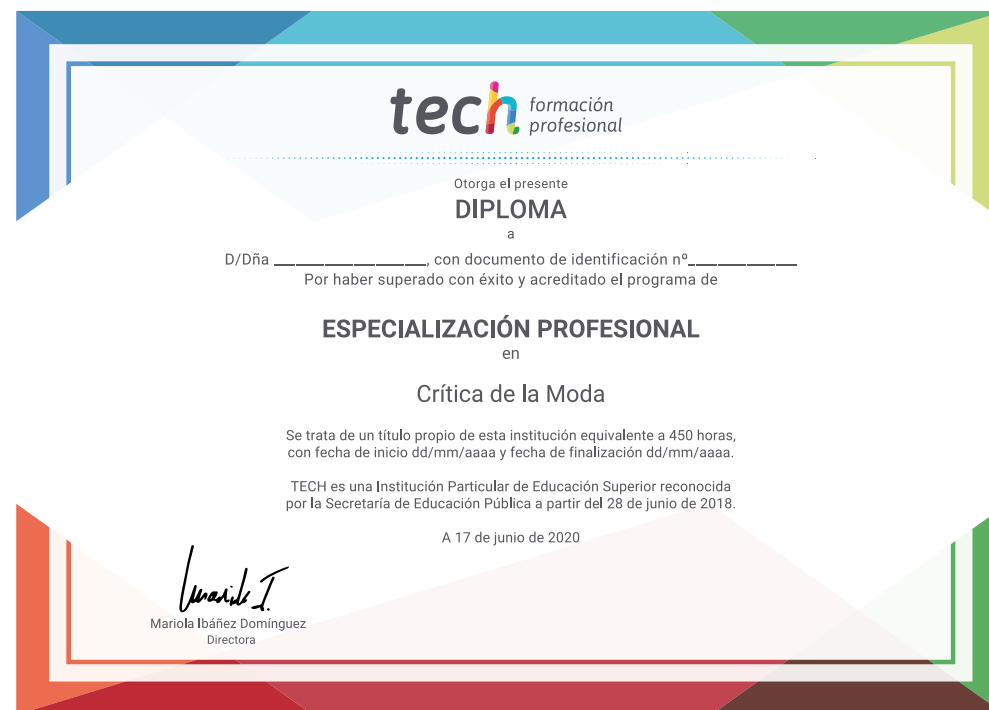 tech formación
profesional
Otorga el presente
DIPLOMA
a
D/Dña ____________________, con documento de identificación nº______________
Por haber superado con éxito y acreditado el programa de
ESPECIALIZACIÓN PROFESIONAL
en
Crítica de la Moda
Se trata de un título propio de esta institución equivalente a 450 horas,
con fecha de inicio dd/mm/aaaa y fecha de finalización dd/mm/aaaa.
TECH es una Institución Particular de Educación Superior reconocida
por la Secretaría de Educación Pública a partir del 28 de junio de 2018.
A 17 de junio de 2020
Mariola Ibáñez Domínguez
Directora